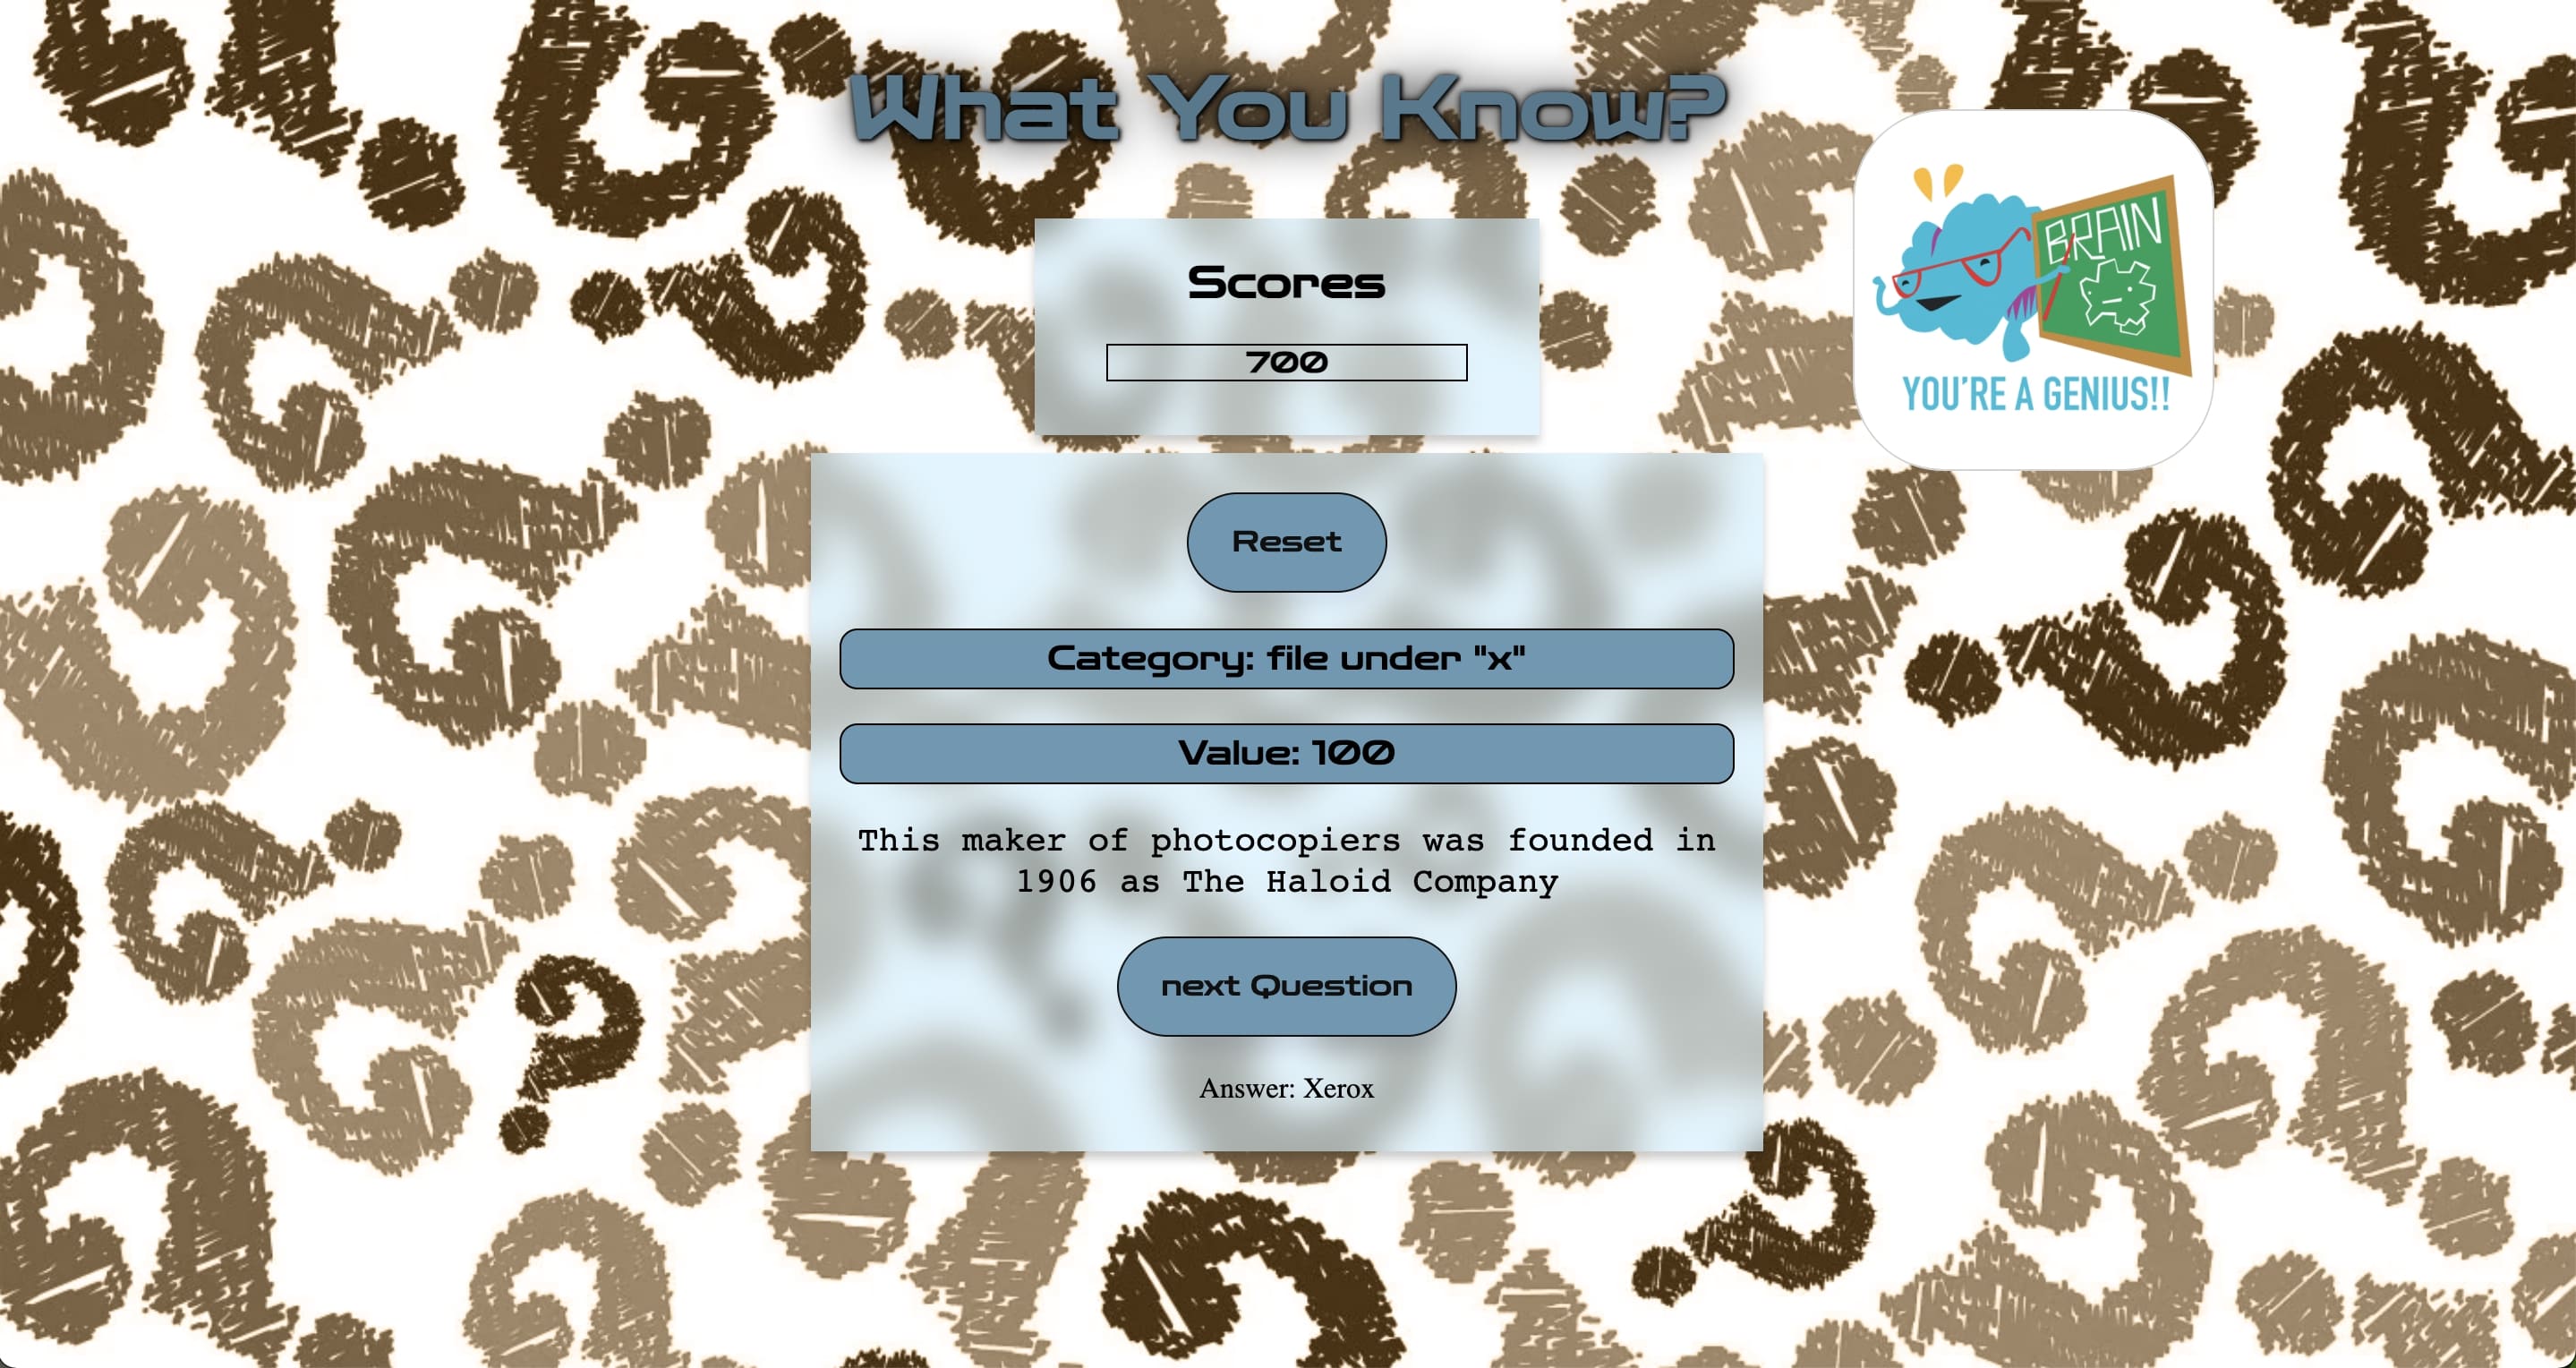 What You Know?
Scores
700
BRAIN
YOU'RE A GENIUS!!
Reset
Category: file under "x"
Value: 100
This maker of photocopiers was founded in
1906 as The Haloid Company
next Question
Answer: Xerox